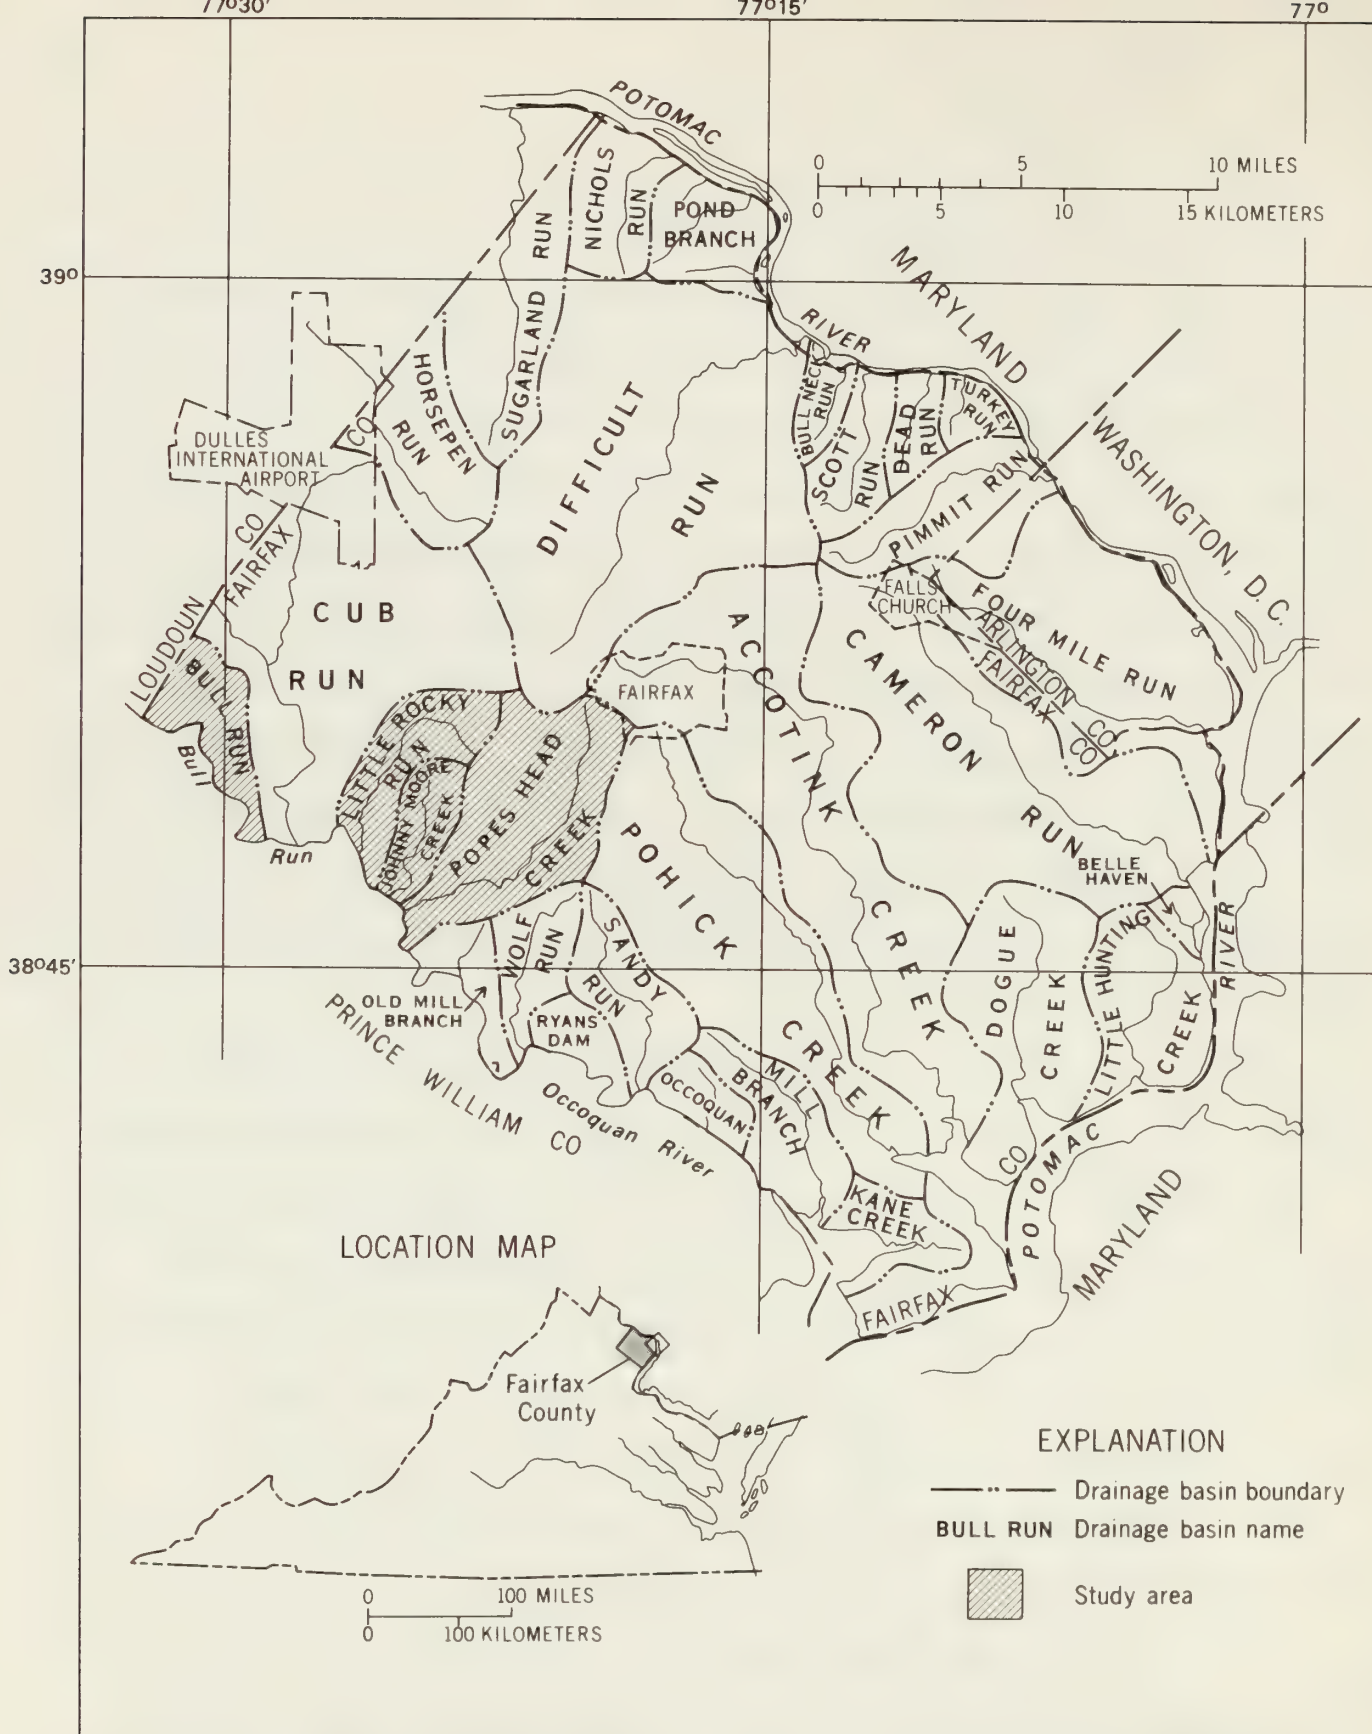 77°30′ 77°15′ 77°
POTOMAC
0 5 10 MILES
0 5 10 15 KILOMETERS
NICHOLS
RUN
POND
BRANCH
SUGARLAND RUN
39°
MARYLAND
RIVER
HORSEPEN
RUN
CO
DULLES
INTERNATIONAL
AIRPORT
DIFFICULT
RUN
BULL NECK
RUN
SCOTT
RUN
DEAD
RUN
TURKEY
RUN
PIMMIT RUN
WASHINGTON, D.C.
LOUDOUN CO
FAIRFAX
CUB
RUN
FALLS
CHURCH
FOUR MILE RUN
ARLINGTON CO
FAIRFAX CO
BULL RUN
Bull
Run
LITTLE ROCKY
RUN
JOHNNY MOORE
CREEK
POPES HEAD
CREEK
FAIRFAX
ACCOTINK
CREEK
CAMERON
RUN
BELLE
HAVEN
POHICK
CREEK
38°45′
WOLF
RUN
SANDY
RUN
OLD MILL
BRANCH
RYANS
DAM
DOGUE
CREEK
LITTLE HUNTING
CREEK
RIVER
PRINCE WILLIAM CO
Occoquan River
OCCOQUAN
MILL
BRANCH
KANE
CREEK
FAIRFAX CO
POTOMAC
MARYLAND
LOCATION MAP
Fairfax
County
0 100 MILES
0 100 KILOMETERS
EXPLANATION
Drainage basin boundary
BULL RUN Drainage basin name
Study area